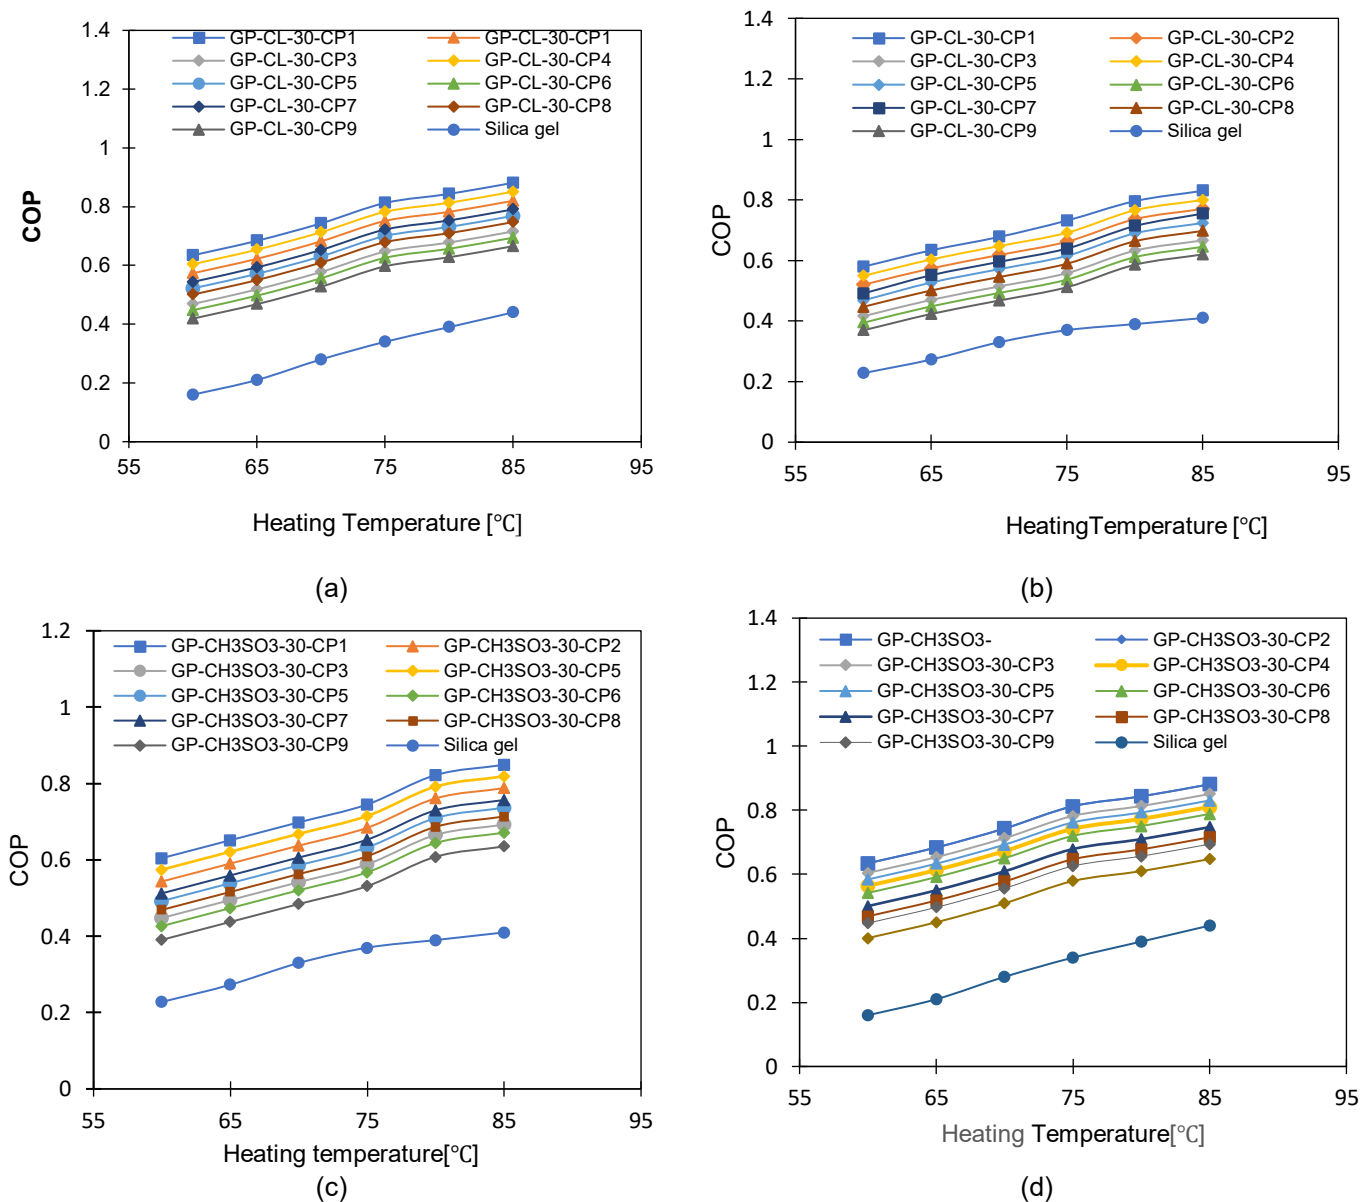 1.4
1.2
1
0.8
0.6
0.4
0.2
0
COP
GP-CL-30-CP1 GP-CL-30-CP1
GP-CL-30-CP3 GP-CL-30-CP4
GP-CL-30-CP5 GP-CL-30-CP6
GP-CL-30-CP7 GP-CL-30-CP8
GP-CL-30-CP9 Silica gel
55 65 75 85 95
Heating Temperature [°C]
(a)
1.4
1.2
1
0.8
0.6
0.4
0.2
0
COP
GP-CL-30-CP1 GP-CL-30-CP2
GP-CL-30-CP3 GP-CL-30-CP4
GP-CL-30-CP5 GP-CL-30-CP6
GP-CL-30-CP7 GP-CL-30-CP8
GP-CL-30-CP9 Silica gel
55 65 75 85 95
HeatingTemperature [°C]
(b)
1.2
1
0.8
0.6
0.4
0.2
0
COP
GP-CH3SO3-30-CP1 GP-CH3SO3-30-CP2
GP-CH3SO3-30-CP3 GP-CH3SO3-30-CP5
GP-CH3SO3-30-CP5 GP-CH3SO3-30-CP6
GP-CH3SO3-30-CP7 GP-CH3SO3-30-CP8
GP-CH3SO3-30-CP9 Silica gel
55 65 75 85 95
Heating temperature[°C]
(c)
1.4
1.2
1
0.8
0.6
0.4
0.2
0
COP
GP-CH3SO3- GP-CH3SO3-30-CP2
GP-CH3SO3-30-CP3 GP-CH3SO3-30-CP4
GP-CH3SO3-30-CP5 GP-CH3SO3-30-CP6
GP-CH3SO3-30-CP7 GP-CH3SO3-30-CP8
GP-CH3SO3-30-CP9 Silica gel
55 65 75 85 95
Heating Temperature[°C]
(d)